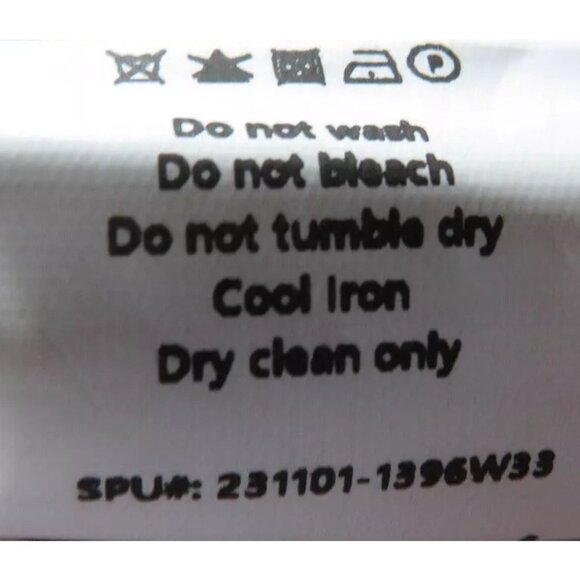 P
Do not wash
Do not bleach
Do not tumble dry
Cool Iron
Dry clean only
SPU#: 231101-1396W33